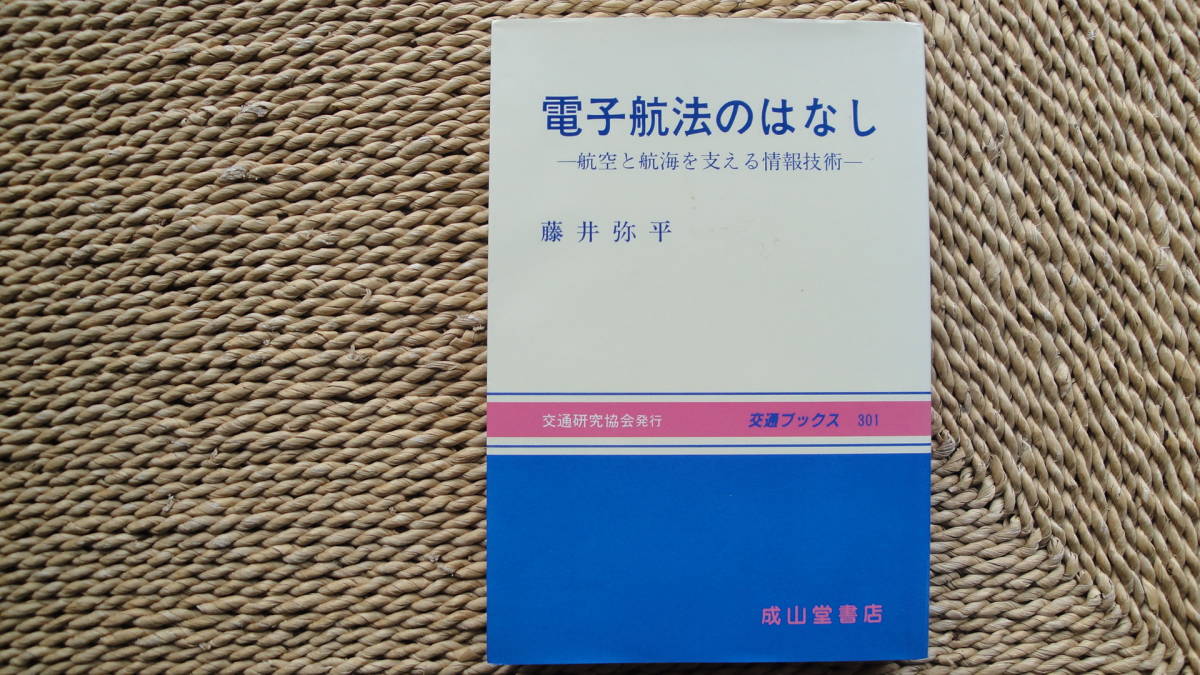 電子航法のはなし
―航空と航海を支える情報技術―
藤井弥平
交通研究協会発行 交通ブックス 301
成山堂書店